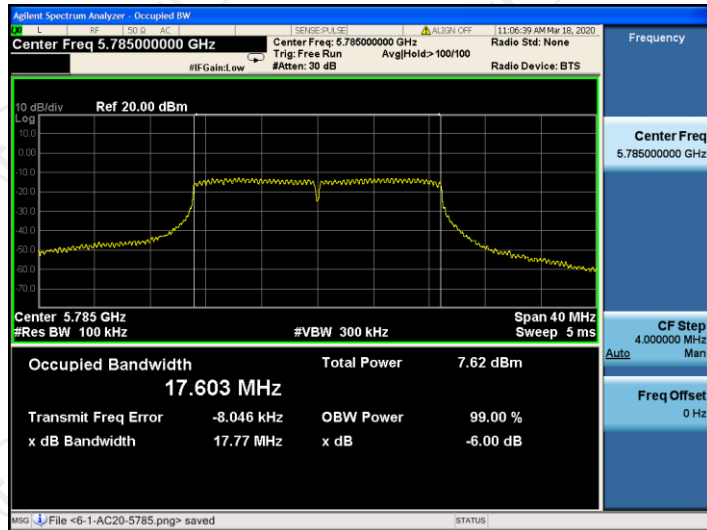 Agilent Spectrum Analyzer - Occupied BW
L RF 50 Ω AC SENSE:PULSE ALIGN OFF 11:06:39 AM Mar 18, 2020
Center Freq 5.785000000 GHz
Center Freq: 5.785000000 GHz Radio Std: None
Trig: Free Run Avg|Hold:> 100/100
#IFGain:Low #Atten: 30 dB Radio Device: BTS
Frequency
10 dB/div Ref 20.00 dBm
Log
10.0
0.00
-10.0
-20.0
-30.0
-40.0
-50.0
-60.0
-70.0
Center Freq
5.785000000 GHz
Center 5.785 GHz Span 40 MHz
#Res BW 100 kHz #VBW 300 kHz Sweep 5 ms
CF Step
4.000000 MHz
Auto Man
Occupied Bandwidth Total Power 7.62 dBm
17.603 MHz
Transmit Freq Error -8.046 kHz OBW Power 99.00 %
x dB Bandwidth 17.77 MHz x dB -6.00 dB
Freq Offset
0 Hz
MSG File <6-1-AC20-5785.png> saved STATUS